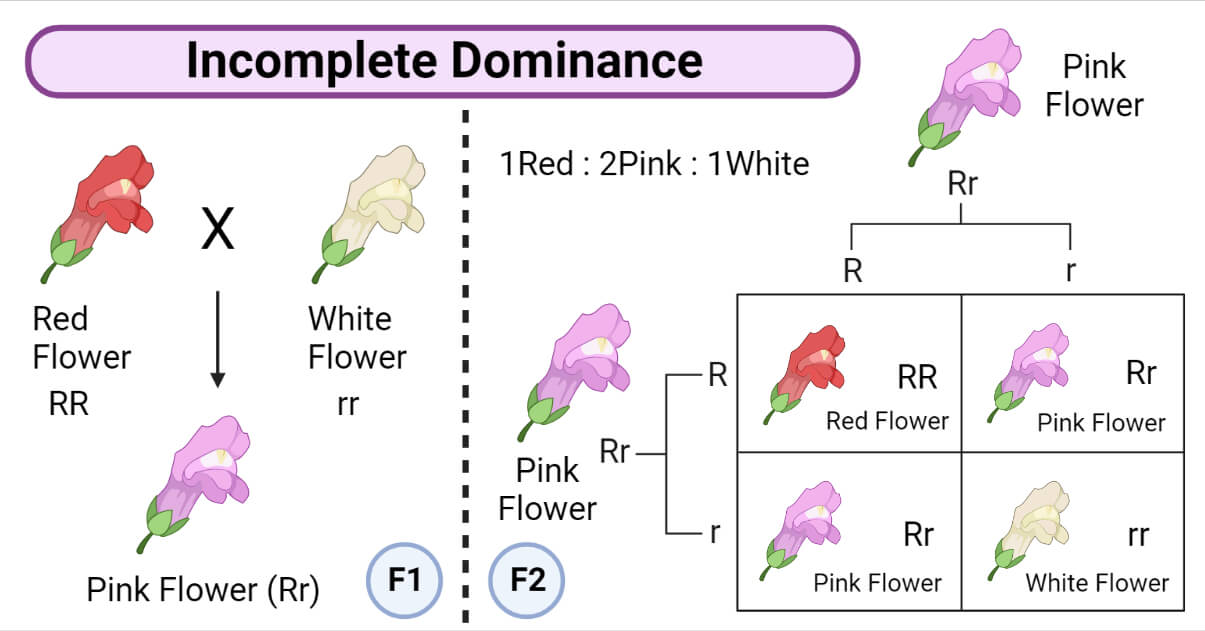 Incomplete Dominance
X
Red
Flower
RR
White
Flower
rr
Pink Flower (Rr)
F1
1Red : 2Pink : 1White
Pink
Flower
Rr
R
r
Pink
Flower
Rr
R
r
RR
Red Flower
Rr
Pink Flower
Rr
Pink Flower
rr
White Flower
F2